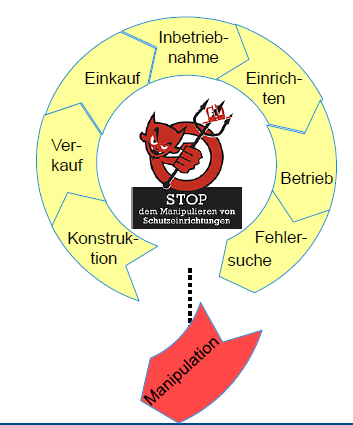 Konstruk-
tion
Ver-
kauf
Einkauf
Inbetrieb-
nahme
Einrich-
ten
Betrieb
Fehler-
suche
STOP
dem Manipulieren von
Schutzeinrichtungen
Manipulation